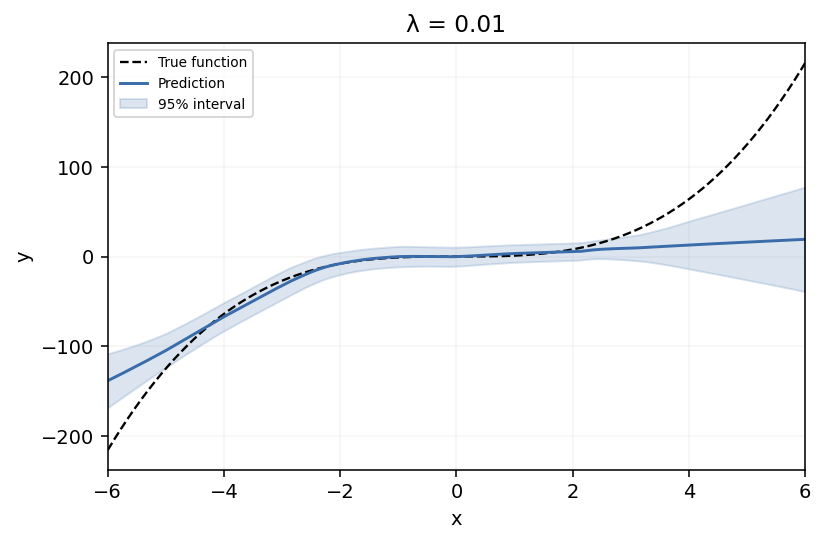 λ = 0.01
True function
Prediction
95% interval
200
100
0
−100
−200
y
−6
−4
−2
0
2
4
6
x